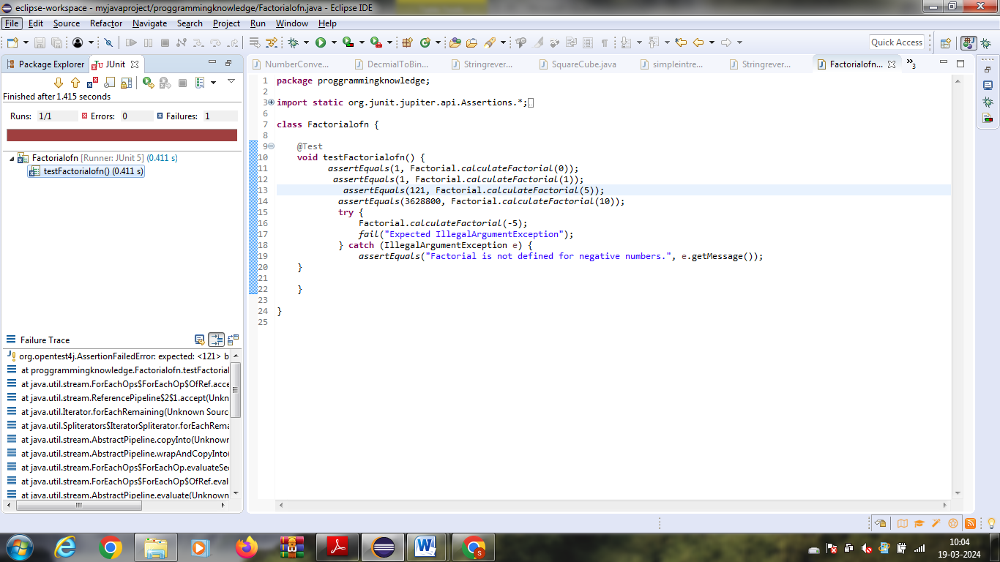 eclipse-workspace - myjavaproject/proggrammingknowledge/Factorialofn.java - Eclipse IDE
File Edit Source Refactor Navigate Search Project Run Window Help
Quick Access
Package Explorer JUnit
NumberConve... DecmialToBin... Stringrever... SquareCube.java simpleintre... Stringrever... Factorialofn... »3
Finished after 1.415 seconds
Runs: 1/1 Errors: 0 Failures: 1
Factorialofn [Runner: JUnit 5] (0.411 s)
testFactorialofn() (0.411 s)
1 package proggrammingknowledge;
2
3 import static org.junit.jupiter.api.Assertions.*;
6
7 class Factorialofn {
8
9 @Test
10 void testFactorialofn() {
11 assertEquals(1, Factorial.calculateFactorial(0));
12 assertEquals(1, Factorial.calculateFactorial(1));
13 assertEquals(121, Factorial.calculateFactorial(5));
14 assertEquals(3628800, Factorial.calculateFactorial(10));
15 try {
16 Factorial.calculateFactorial(-5);
17 fail("Expected IllegalArgumentException");
18 } catch (IllegalArgumentException e) {
19 assertEquals("Factorial is not defined for negative numbers.", e.getMessage());
20 }
21
22 }
23
24 }
25
Failure Trace
org.opentest4j.AssertionFailedError: expected: <121> b
at proggrammingknowledge.Factorialofn.testFactorial
at java.util.stream.ForEachOps$ForEachOp$OfRef.acce
at java.util.stream.ReferencePipeline$2$1.accept(Unkn
at java.util.Iterator.forEachRemaining(Unknown Sourc
at java.util.Spliterators$IteratorSpliterator.forEachRema
at java.util.stream.AbstractPipeline.copyInto(Unknown
at java.util.stream.AbstractPipeline.wrapAndCopyInto(
at java.util.stream.ForEachOps$ForEachOp.evaluateSe
at java.util.stream.ForEachOps$ForEachOp$OfRef.eval
at java.util.stream.AbstractPipeline.evaluate(Unknown
10:04
19-03-2024